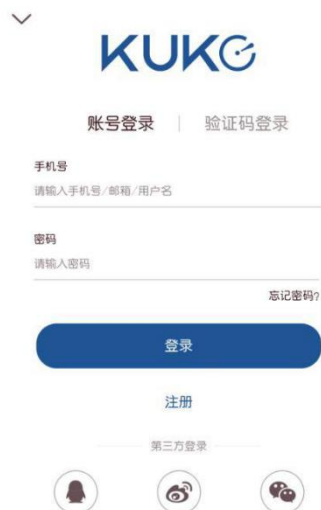 KUKE
账号登录 验证码登录
手机号
请输入手机号/邮箱/用户名
密码
请输入密码
忘记密码?
登录
注册
第三方登录